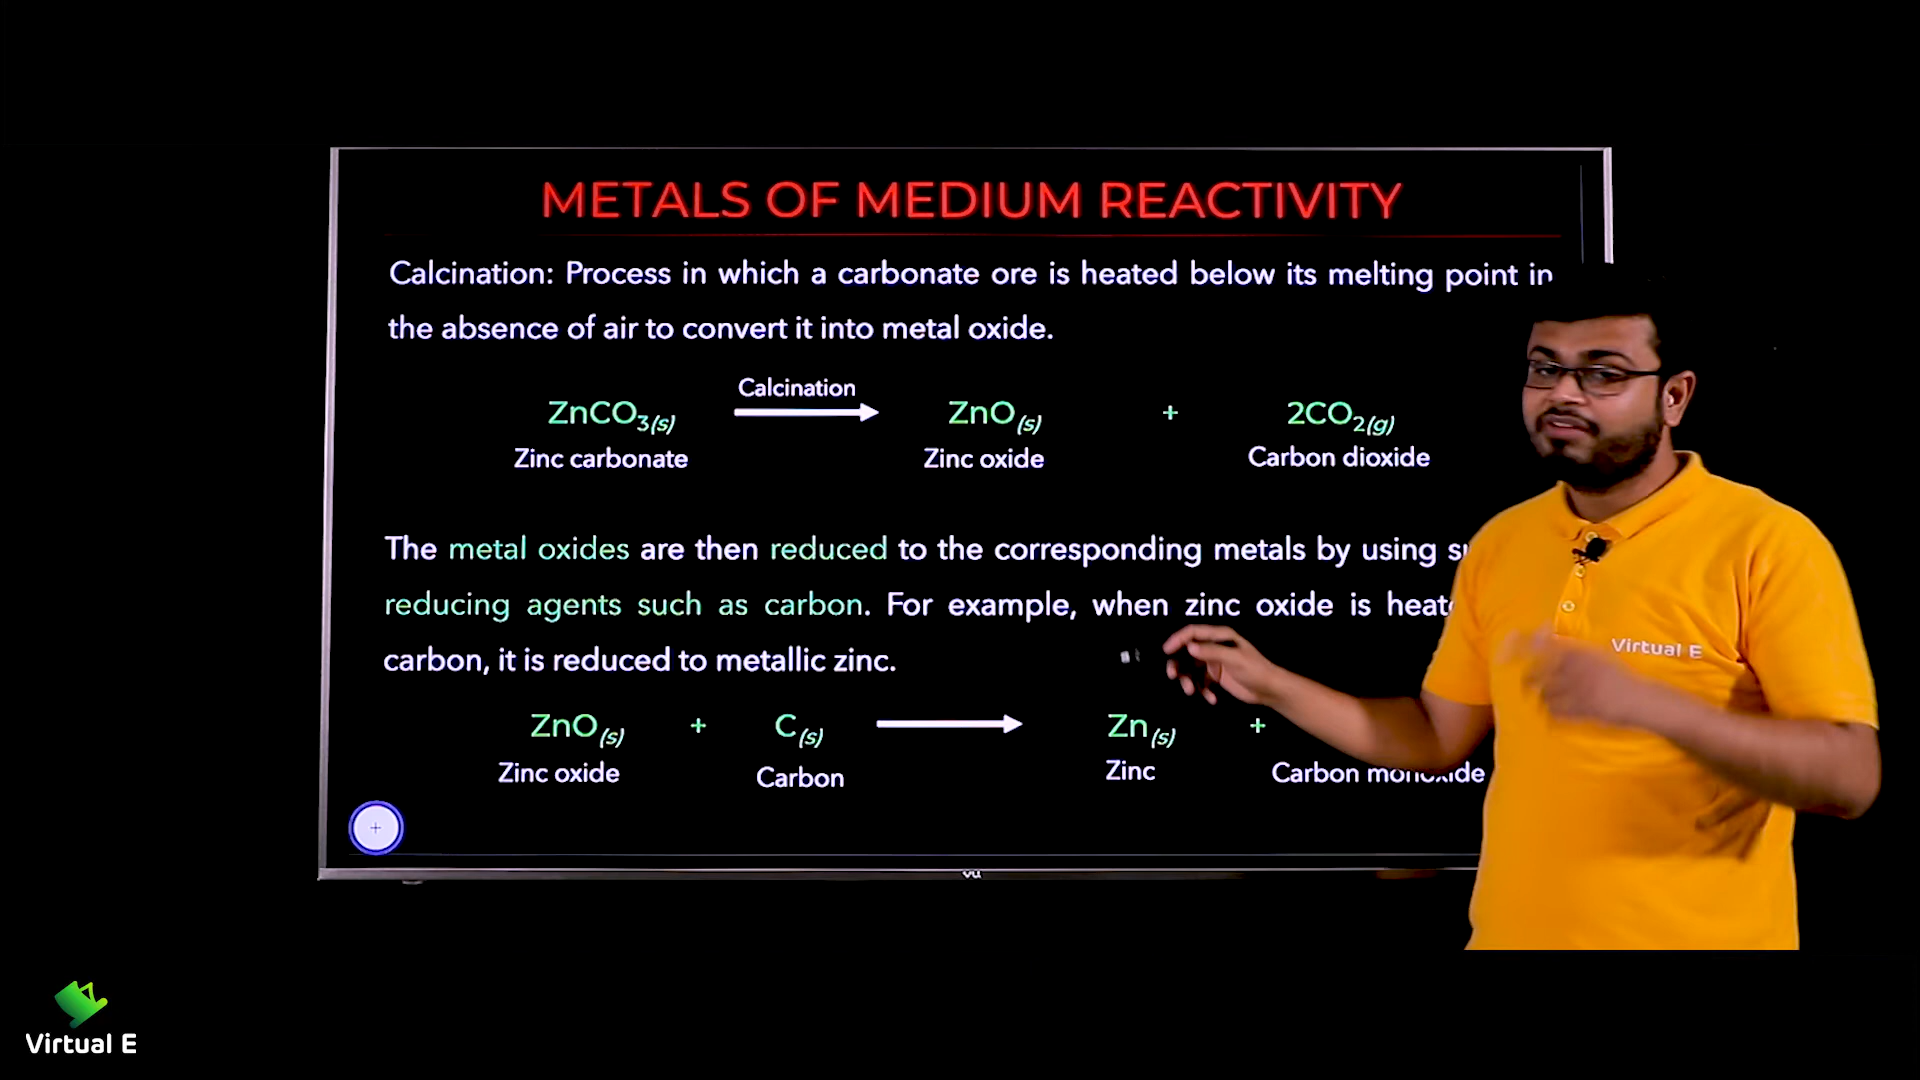 METALS OF MEDIUM REACTIVITY
Calcination: Process in which a carbonate ore is heated below its melting point in
the absence of air to convert it into metal oxide.
Calcination
ZnCO3(s) ZnO(s) + 2CO2(g)
Zinc carbonate Zinc oxide Carbon dioxide
The metal oxides are then reduced to the corresponding metals by using
reducing agents such as carbon. For example, when zinc oxide is
carbon, it is reduced to metallic zinc.
ZnO(s) + C(s) Zn(s) +
Zinc oxide Carbon Zinc Carbon monoxide
Virtual E
vu
Virtual E